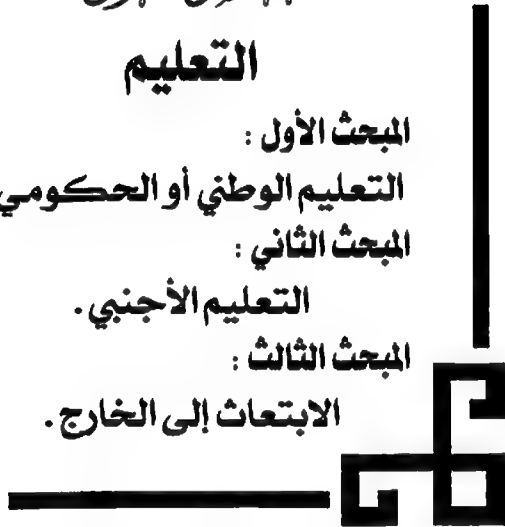 التعليم
المبحث الأول :
التعليم الوطني أو الحكومي
المبحث الثاني :
التعليم الأجنبي .
المبحث الثالث :
الابتعاث إلى الخارج .